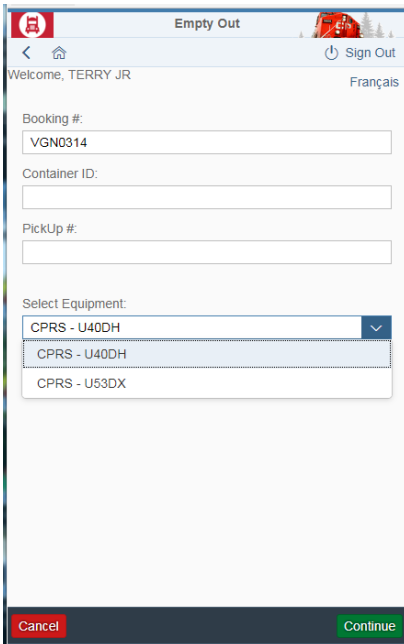 Empty Out
Sign Out
Welcome, TERRY JR
Français
Booking #:
VGN0314
Container ID:
PickUp #:
Select Equipment:
CPRS - U40DH
CPRS - U40DH
CPRS - U53DX
Cancel
Continue